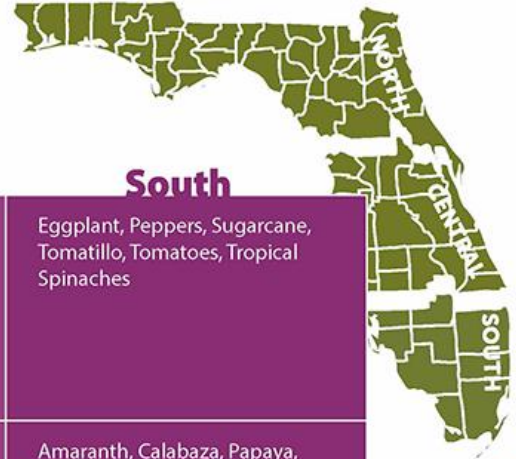 NORTH
South
CENTRAL
Eggplant, Peppers, Sugarcane,
Tomatillo, Tomatoes, Tropical
Spinaches
SOUTH
Amaranth, Calabaza, Papaya,